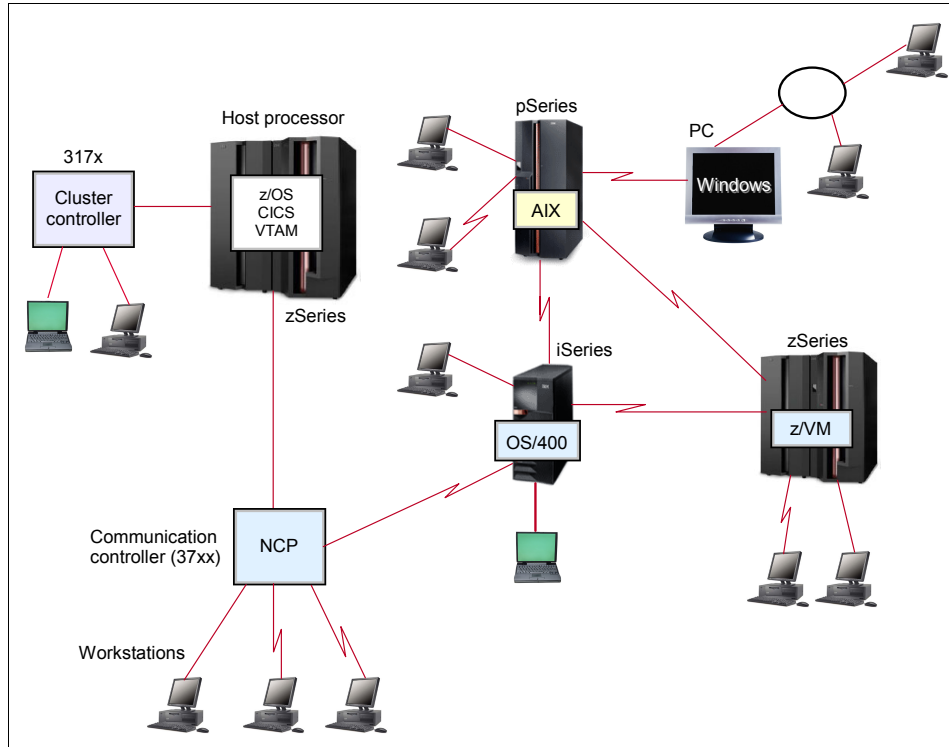 pSeries
Host processor
PC
317x
Cluster
controller
z/OS
CICS
VTAM
AIX
Windows
zSeries
iSeries
zSeries
OS/400
z/VM
Communication
controller (37xx)
NCP
Workstations